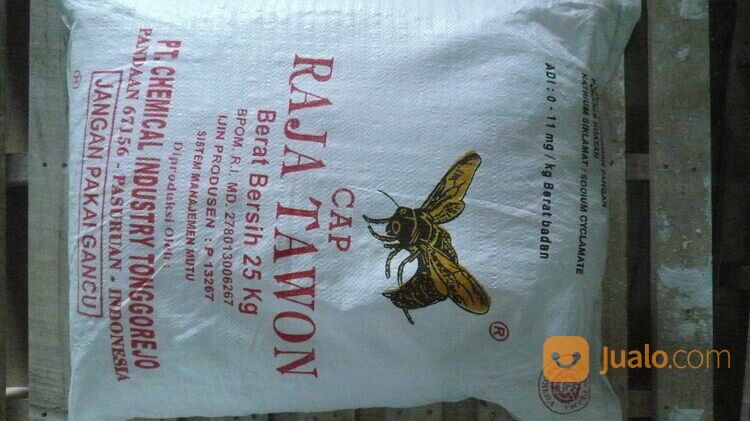 PEMANIS BUATAN
NATRIUM SIKLAMAT / SODIUM CYCLAMATE
ADI : 0 - 11 mg / kg Berat badan
®
CAP
RAJA TAWON
Berat Bersih 25 Kg
BPOM. R.I. MD. 278013006267
IJIN PRODUSEN : P 13267
SISTEM MANAJEMEN MUTU
Diproduksi Oleh :
PT. CHEMICAL INDUSTRY TONGGOREJO
PANDAAN 67156 - PASURUAN - INDONESIA
JANGAN PAKAI GANCU
jualo.com